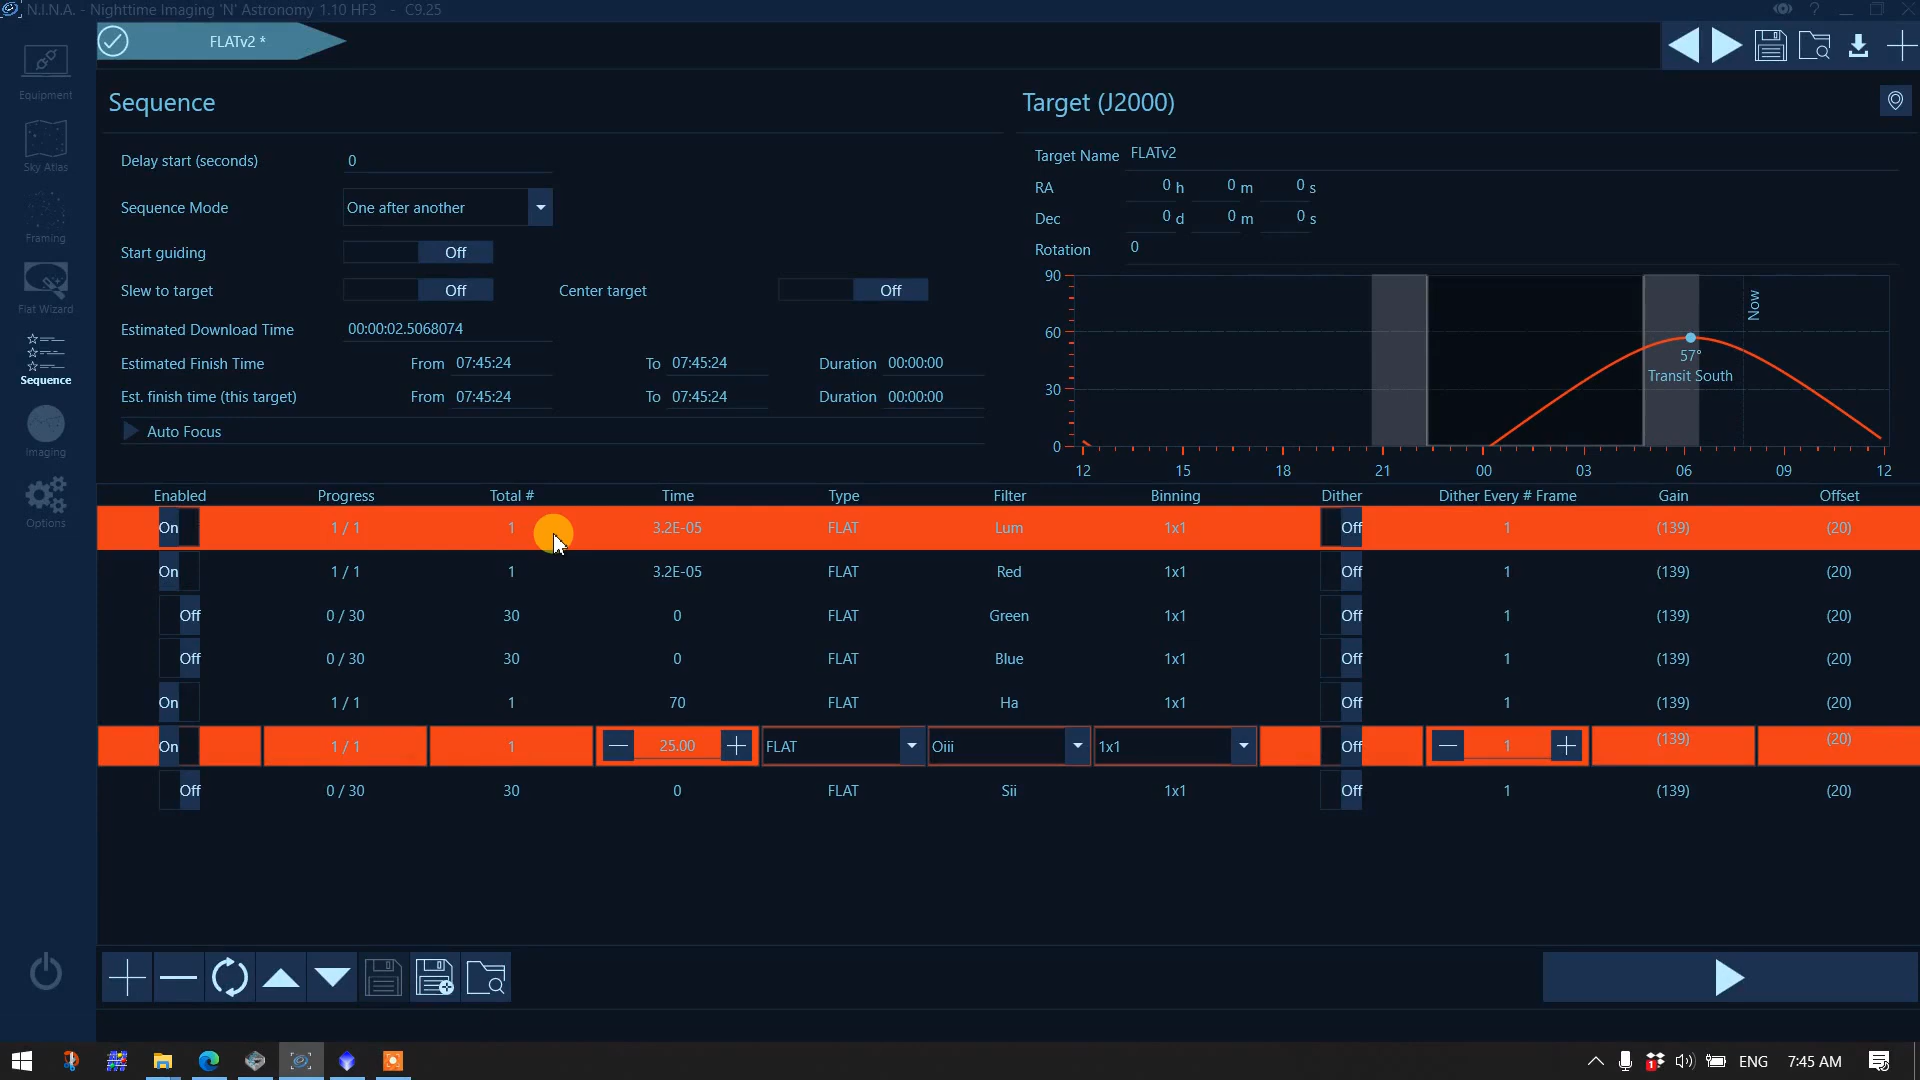 N.I.N.A. - Nighttime Imaging 'N' Astronomy 1.10 HF3 - C9.25
FLATv2 *
Equipment
Sky Atlas
Framing
Flat Wizard
Sequence
Imaging
Options
Sequence
Delay start (seconds) 0
Sequence Mode One after another
Start guiding Off
Slew to target Off Center target Off
Estimated Download Time 00:00:02.5068074
Estimated Finish Time From 07:45:24 To 07:45:24 Duration 00:00:00
Est. finish time (this target) From 07:45:24 To 07:45:24 Duration 00:00:00
Auto Focus
Target (J2000)
Target Name FLATv2
RA 0 h 0 m 0 s
Dec 0 d 0 m 0 s
Rotation 0
90
60
30
0
Now
57°
Transit South
12 15 18 21 00 03 06 09 12
Enabled Progress Total # Time Type Filter Binning Dither Dither Every # Frame Gain Offset
On 1 / 1 1 3.2E-05 FLAT Lum 1x1 Off 1 (139) (20)
On 1 / 1 1 3.2E-05 FLAT Red 1x1 Off 1 (139) (20)
Off 0 / 30 30 0 FLAT Green 1x1 Off 1 (139) (20)
Off 0 / 30 30 0 FLAT Blue 1x1 Off 1 (139) (20)
On 1 / 1 1 70 FLAT Ha 1x1 Off 1 (139) (20)
On 1 / 1 1 25.00 FLAT Oiii 1x1 Off 1 (139) (20)
Off 0 / 30 30 0 FLAT Sii 1x1 Off 1 (139) (20)
1 ENG 7:45 AM